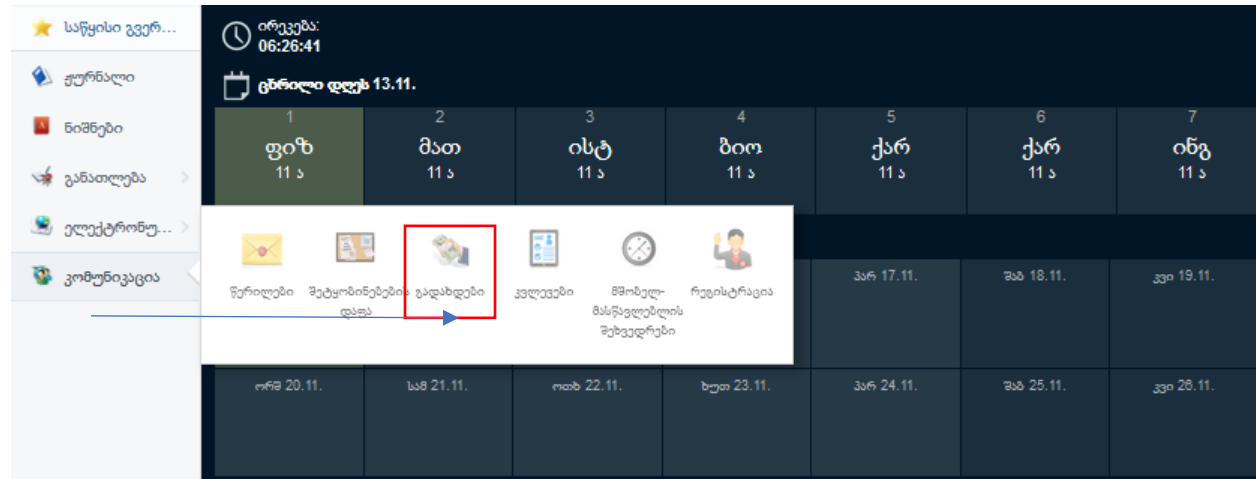 საწყისი გვერ...
ჟურნალი
ნიშნები
განათლება
ელექტრონუ...
კომუნიკაცია
ირეკება:
06:26:41
ცხრილი დღეს 13.11.
1 2 3 4 5 6 7
ფიზ მათ ისტ ბიო ქარ ქარ ინგ
11 ა 11 ა 11 ა 11 ა 11 ა 11 ა 11 ა
წერილები შეტყობინებების გადახდები კვლევები მშობელ- რეგისტრაცია
დაფა მასწავლებლის
შეხვედრები
პარ 17.11. შაბ 18.11. კვი 19.11.
ორშ 20.11. სამ 21.11. ოთხ 22.11. ხუთ 23.11. პარ 24.11. შაბ 25.11. კვი 26.11.